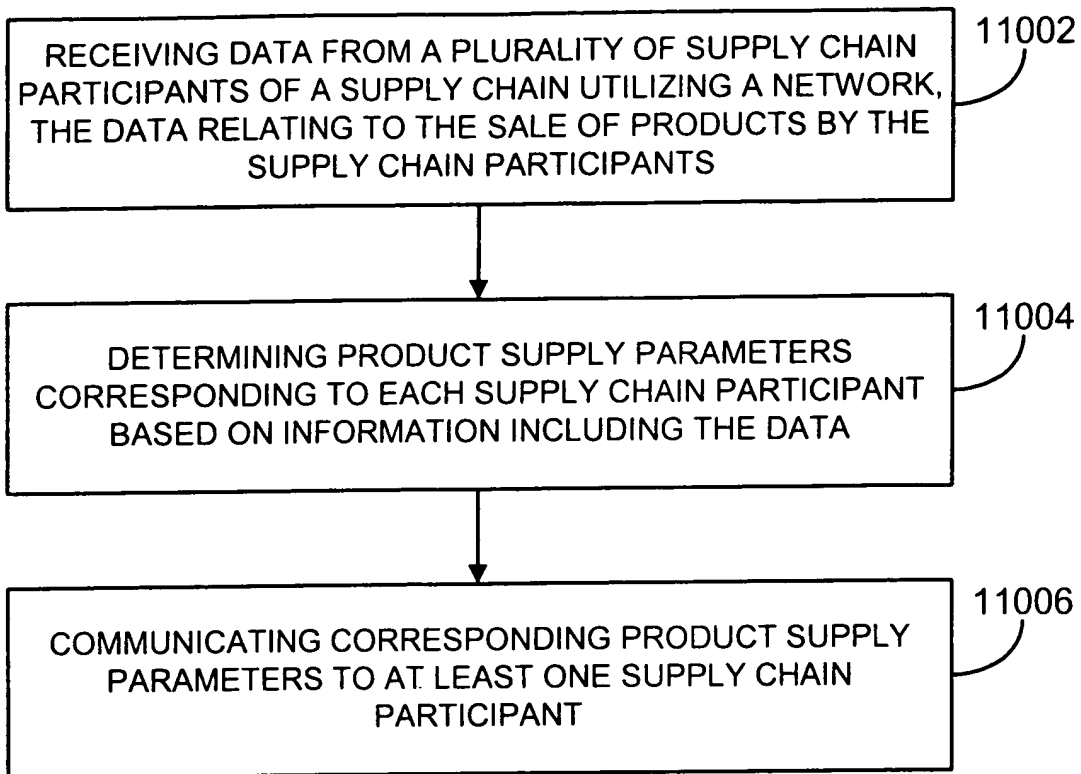 11002
RECEIVING DATA FROM A PLURALITY OF SUPPLY CHAIN
PARTICIPANTS OF A SUPPLY CHAIN UTILIZING A NETWORK,
THE DATA RELATING TO THE SALE OF PRODUCTS BY THE
SUPPLY CHAIN PARTICIPANTS
11004
DETERMINING PRODUCT SUPPLY PARAMETERS
CORRESPONDING TO EACH SUPPLY CHAIN PARTICIPANT
BASED ON INFORMATION INCLUDING THE DATA
11006
COMMUNICATING CORRESPONDING PRODUCT SUPPLY
PARAMETERS TO AT LEAST ONE SUPPLY CHAIN
PARTICIPANT